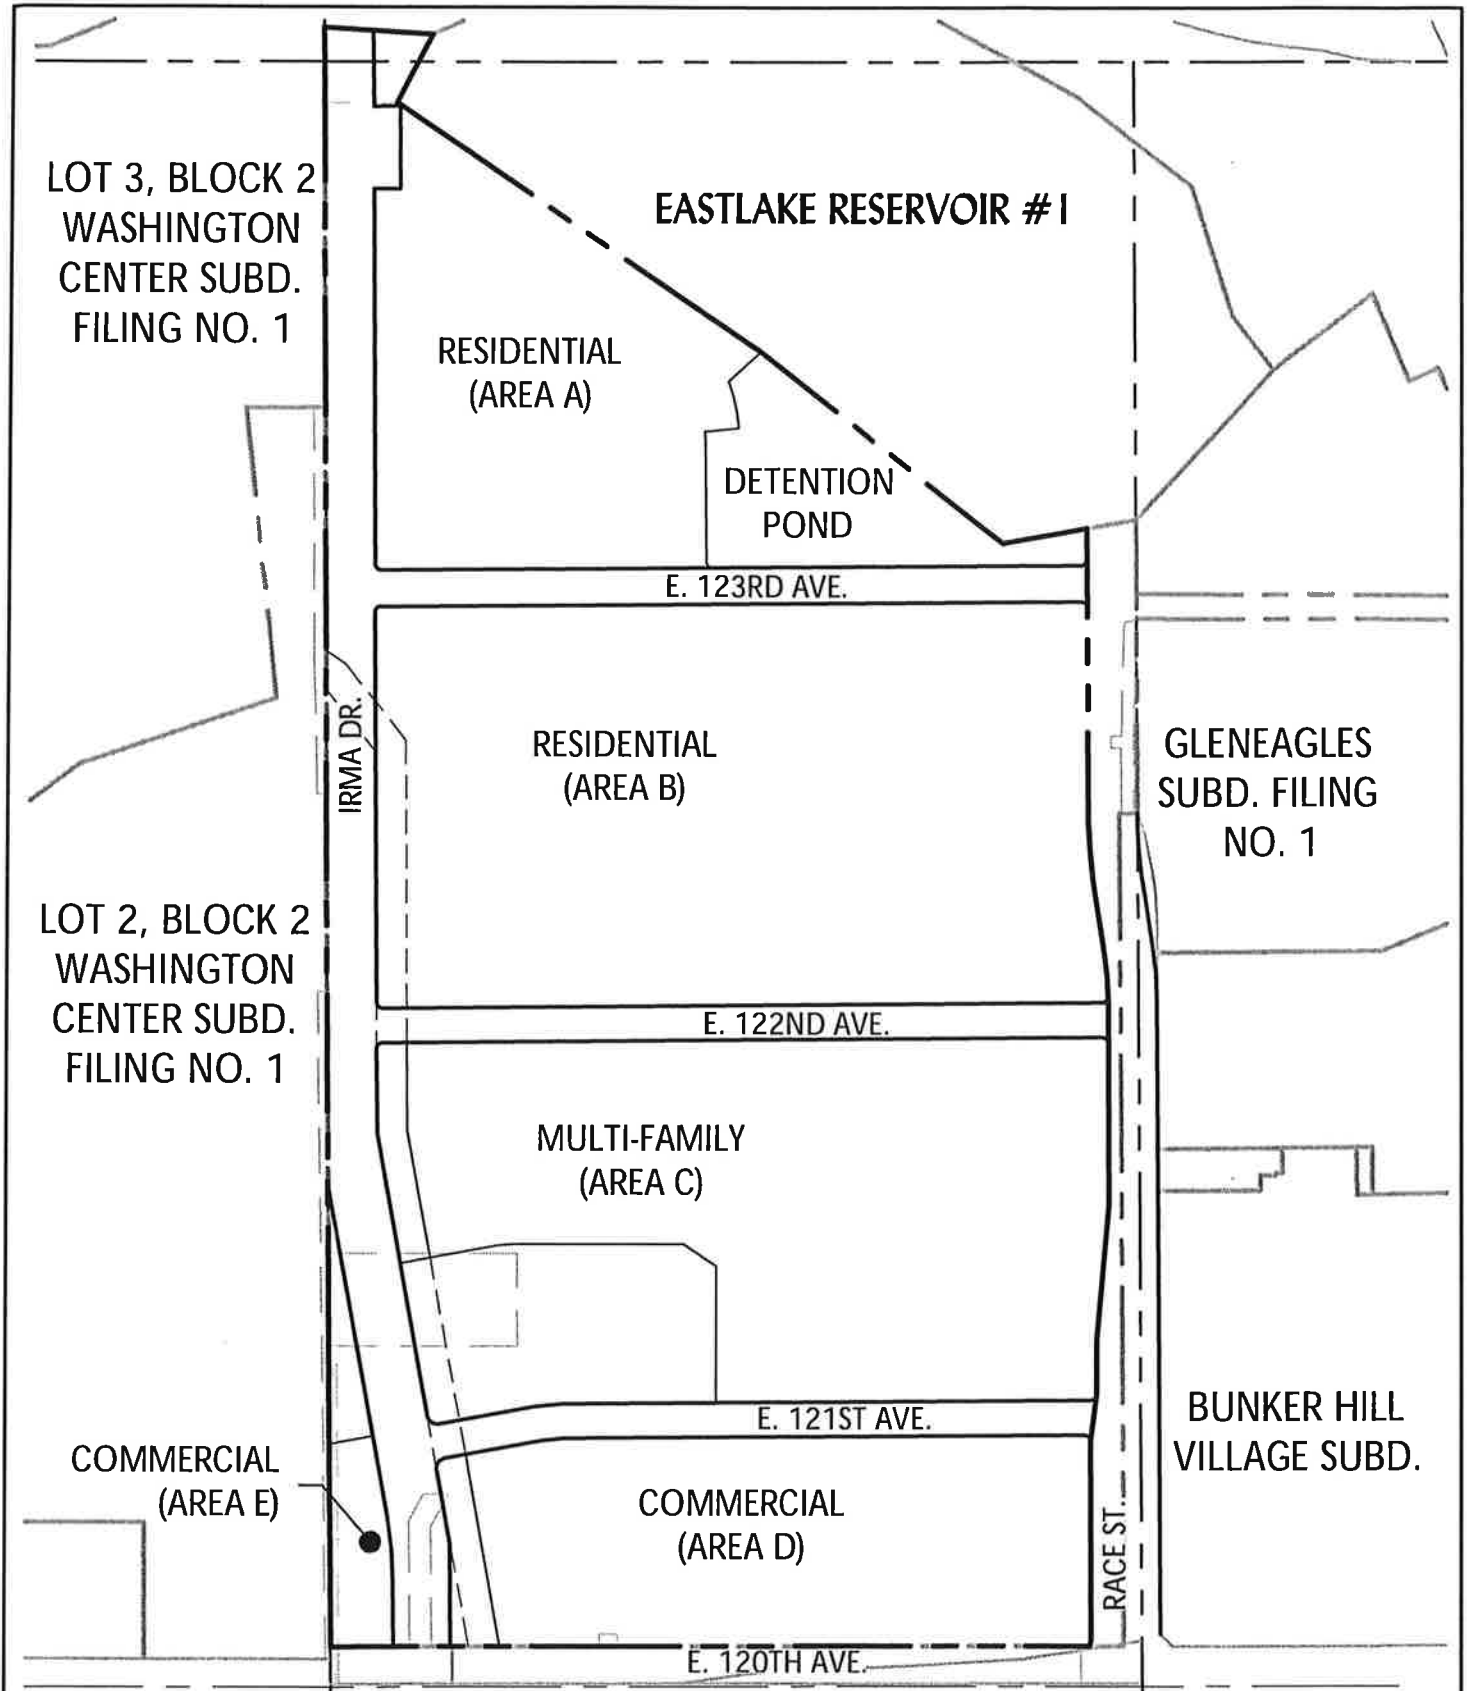 LOT 3, BLOCK 2
WASHINGTON
CENTER SUBD.
FILING NO. 1
EASTLAKE RESERVOIR #1
RESIDENTIAL
(AREA A)
DETENTION
POND
E. 123RD AVE.
IRMA DR.
RESIDENTIAL
(AREA B)
GLENEAGLES
SUBD. FILING
NO. 1
LOT 2, BLOCK 2
WASHINGTON
CENTER SUBD.
FILING NO. 1
E. 122ND AVE.
MULTI-FAMILY
(AREA C)
E. 121ST AVE.
BUNKER HILL
VILLAGE SUBD.
COMMERCIAL
(AREA E)
COMMERCIAL
(AREA D)
RACE ST.
E. 120TH AVE.